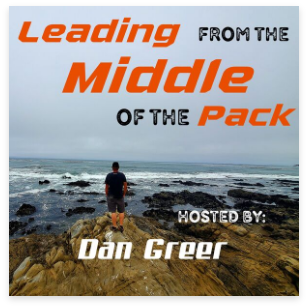 Leading FROM THE
Middle
OF THE Pack
HOSTED BY:
Dan Greer